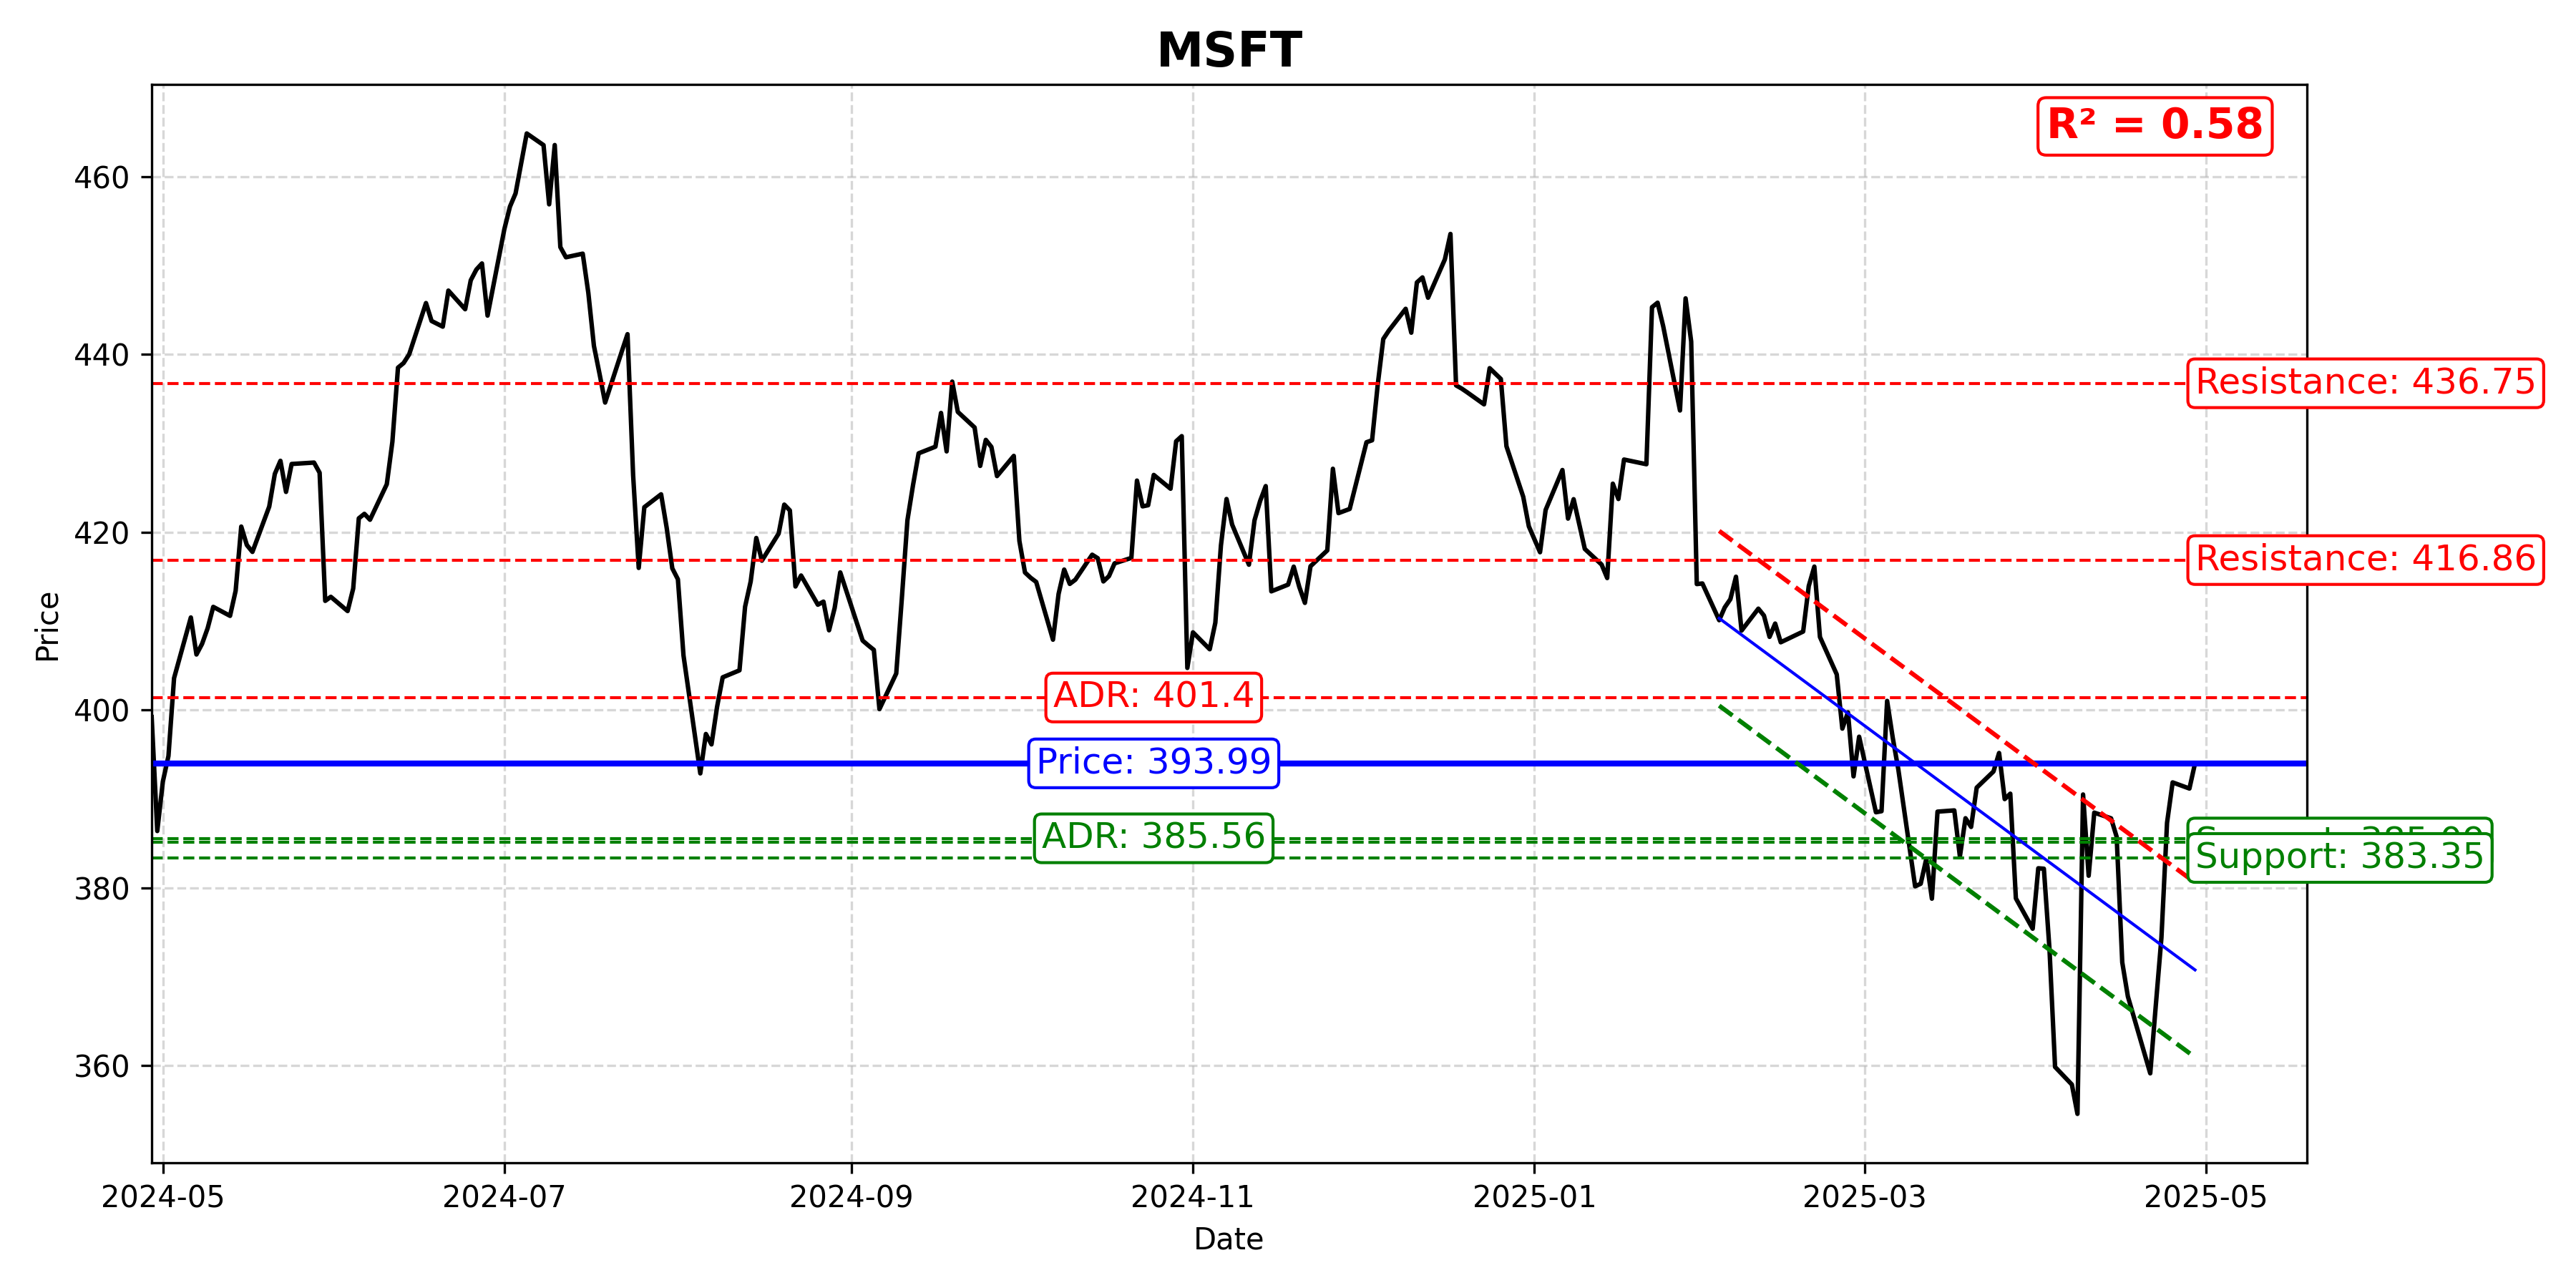 MSFT
R² = 0.58
460
440
Resistance: 436.75
420
Resistance: 416.86
Price
400
ADR: 401.4
Price: 393.99
ADR: 385.56
Support: 383.35
380
360
2024-05 2024-07 2024-09 2024-11 2025-01 2025-03 2025-05
Date